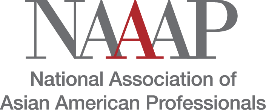 NAAAP
National Association of
Asian American Professionals